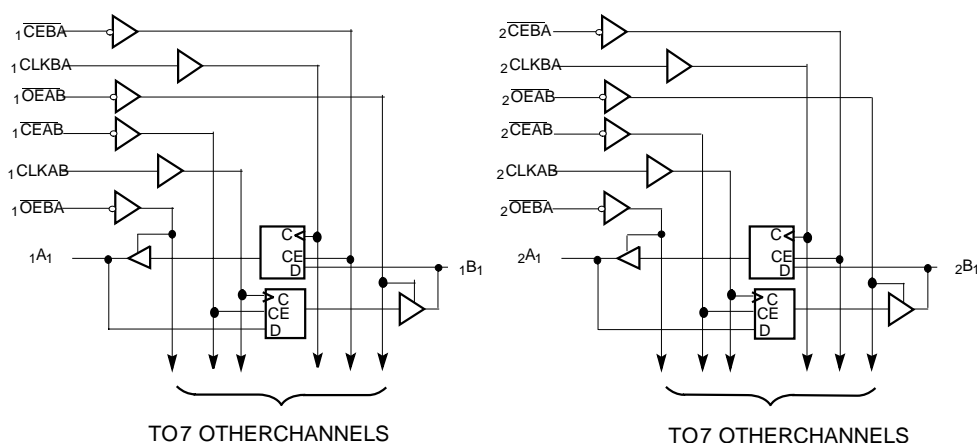 1CEBA
1CLKBA
1OEAB
1CEAB
1CLKAB
1OEBA
C
CE
D
1A1
1B1
C
CE
D
TO7 OTHERCHANNELS
2CEBA
2CLKBA
2OEAB
2CEAB
2CLKAB
2OEBA
C
CE
D
2A1
2B1
C
CE
D
TO7 OTHERCHANNELS